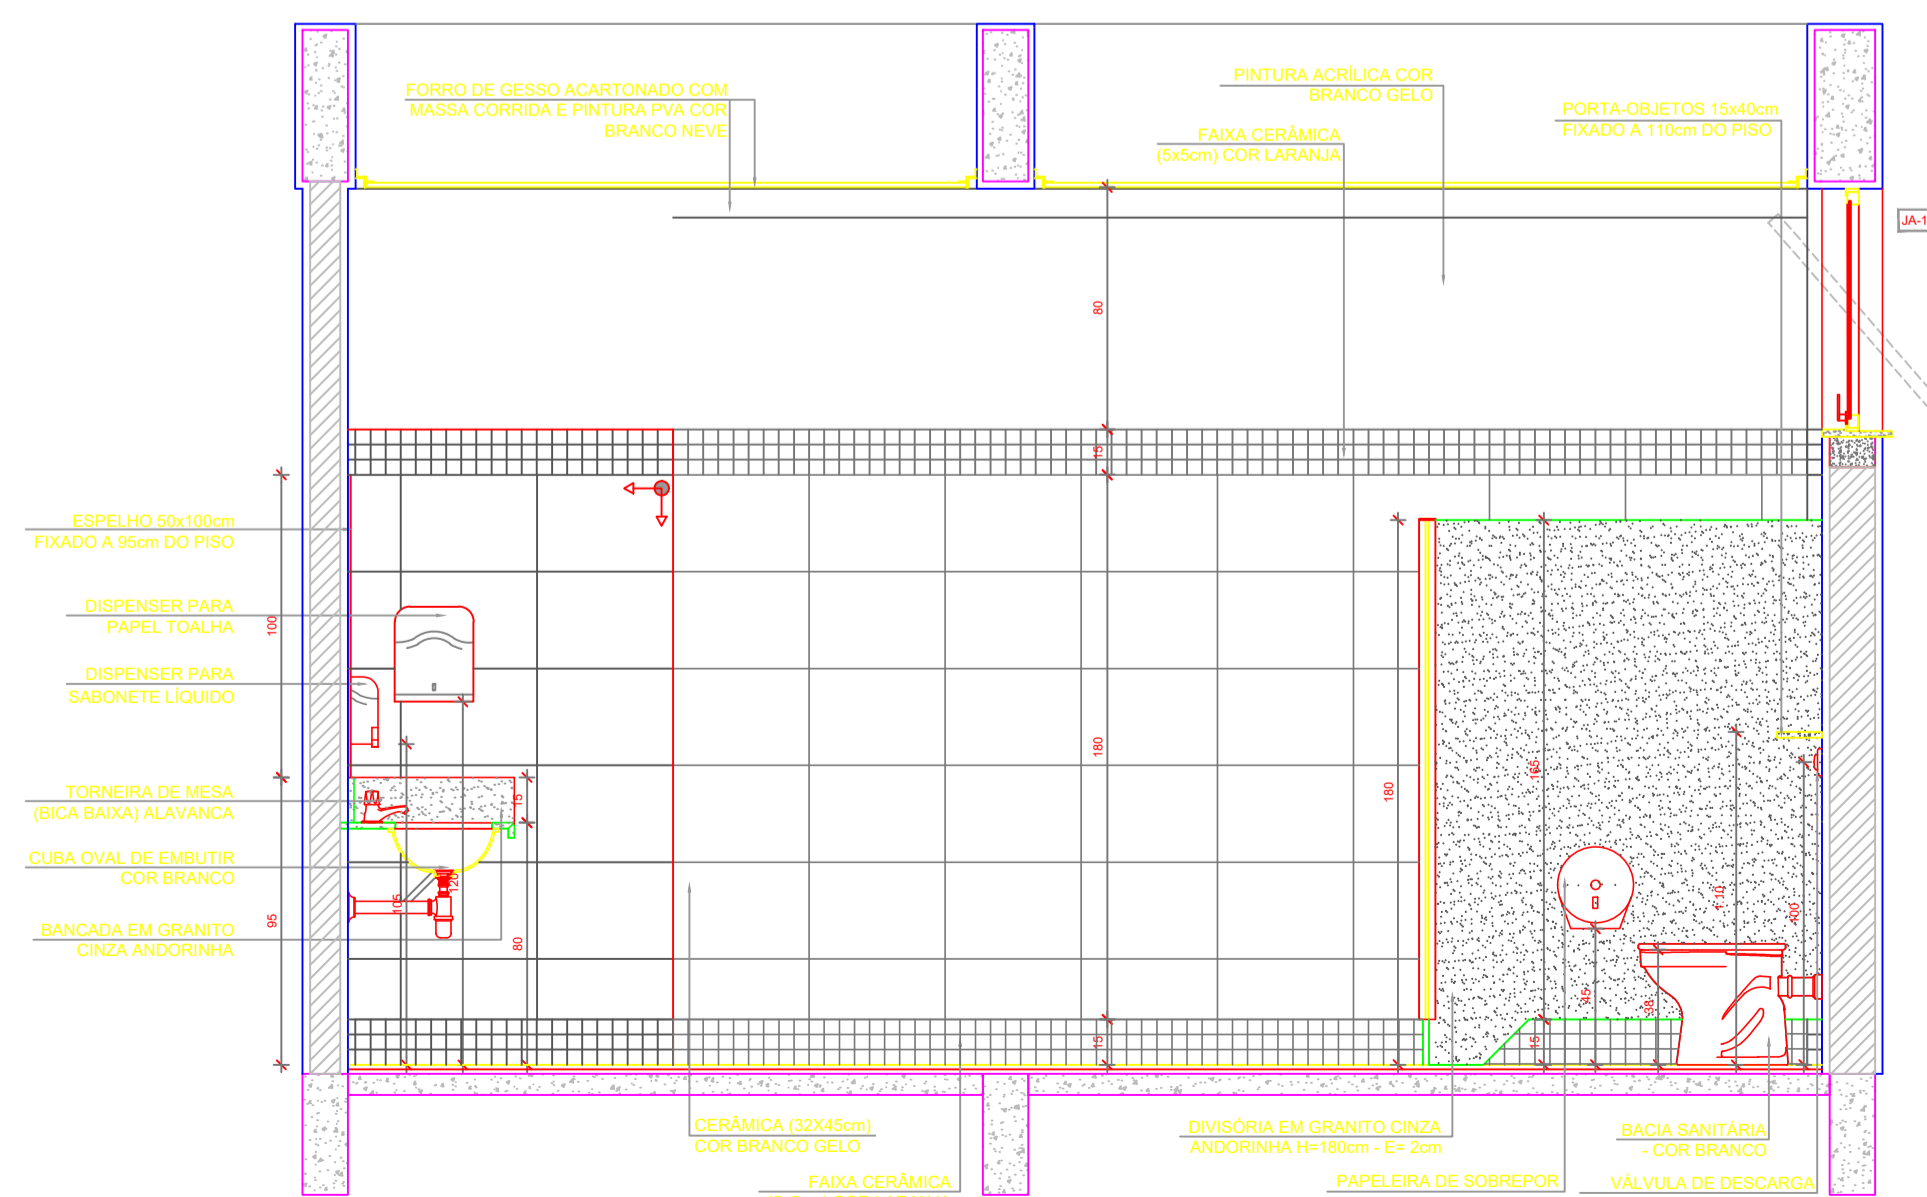 FORRO DE GESSO ACARTONADO COM
MASSA CORRIDA E PINTURA PVA COR
BRANCO NEVE
PINTURA ACRÍLICA COR
BRANCO GELO
FAIXA CERÂMICA
(5x5cm) COR LARANJA
PORTA-OBJETOS 15x40cm
FIXADO A 110cm DO PISO
JA-1
80
15
180
15
ESPELHO 50x100cm
FIXADO A 95cm DO PISO
DISPENSER PARA
PAPEL TOALHA
DISPENSER PARA
SABONETE LÍQUIDO
TORNEIRA DE MESA
(BICA BAIXA) ALAVANCA
CUBA OVAL DE EMBUTIR
COR BRANCO
BANCADA EM GRANITO
CINZA ANDORINHA
100
95
105
120
15
80
180
165
15
45
38
1.10
100
CERÂMICA (32X45cm)
COR BRANCO GELO
FAIXA CERÂMICA
DIVISÓRIA EM GRANITO CINZA
ANDORINHA H=180cm - E= 2cm
PAPELEIRA DE SOBREPOR
BACIA SANITÁRIA
- COR BRANCO
VÁLVULA DE DESCARGA